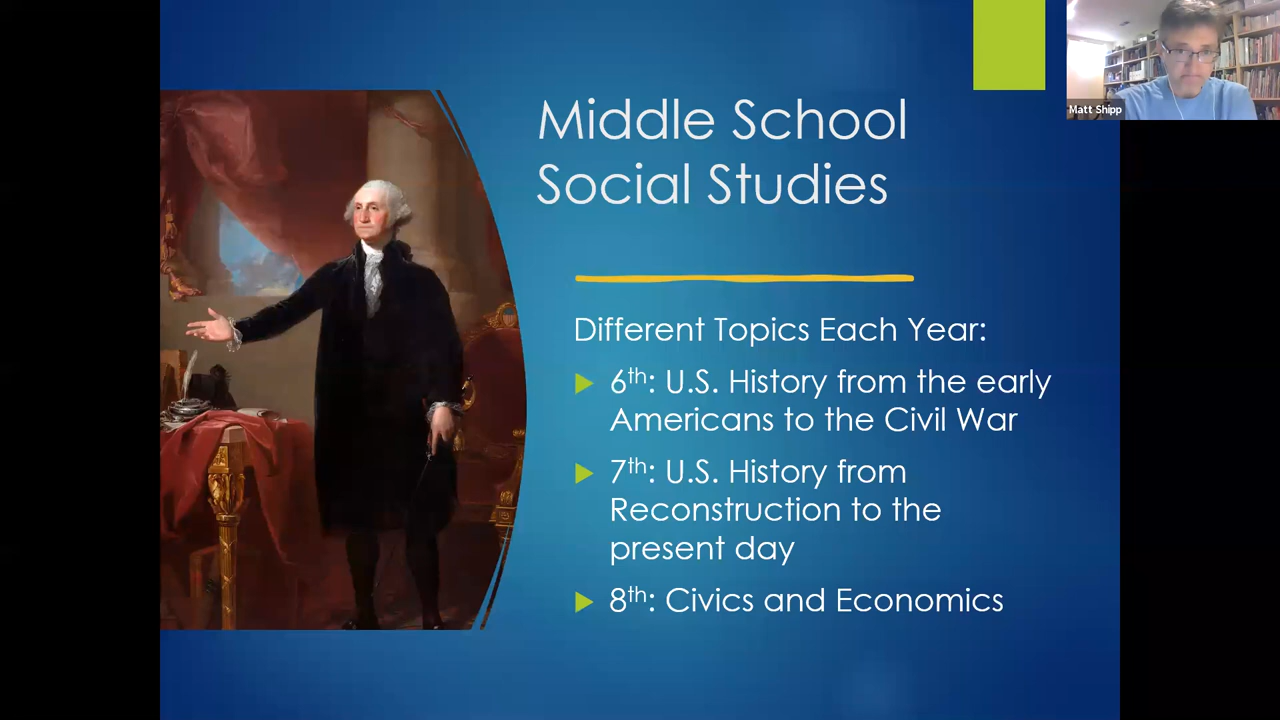 Middle School
Social Studies
Different Topics Each Year:
6th: U.S. History from the early
Americans to the Civil War
7th: U.S. History from
Reconstruction to the
present day
8th: Civics and Economics
Matt Shipp